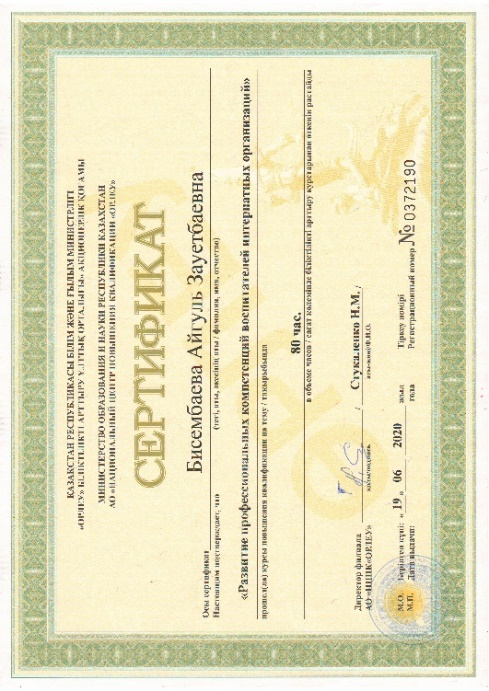 ҚАЗАҚСТАН РЕСПУБЛИКАСЫ БІЛІМ ЖӘНЕ ҒЫЛЫМ МИНИСТРЛІГІ
«ӨРЛЕУ» БІЛІКТІЛІКТІ АРТТЫРУ ҰЛТТЫҚ ОРТАЛЫҒЫ» АКЦИОНЕРЛІК ҚОҒАМЫ
МИНИСТЕРСТВО ОБРАЗОВАНИЯ И НАУКИ РЕСПУБЛИКИ КАЗАХСТАН
АО «НАЦИОНАЛЬНЫЙ ЦЕНТР ПОВЫШЕНИЯ КВАЛИФИКАЦИИ «ӨРЛЕУ»
СЕРТИФИКАТ
Осы сертификат
Настоящим подтверждает, что
Бисембаева Айгуль Зауетбаевна
(тегі, аты, әкесінің аты / фамилия, имя, отчество)
«Развитие профессиональных компетенций воспитателей интернатных организаций»
прошел(ла) курсы повышения квалификации на тему / тақырыбында
80 час.
в объеме часов / сағат көлемінде біліктілікті арттыру курстарынан өткенін растайды
Директор филиала
АО «НЦПК«ӨРЛЕУ»
/ Стукаленко Н.М. /
қолы/подпись
аты-жөні/Ф.И.О.
М.О.
М.П.
Берілген күні:
Дата выдачи:
« 19 » 06 2020
жыл
года
Тіркеу нөмірі
Регистрационный номер № 0372190